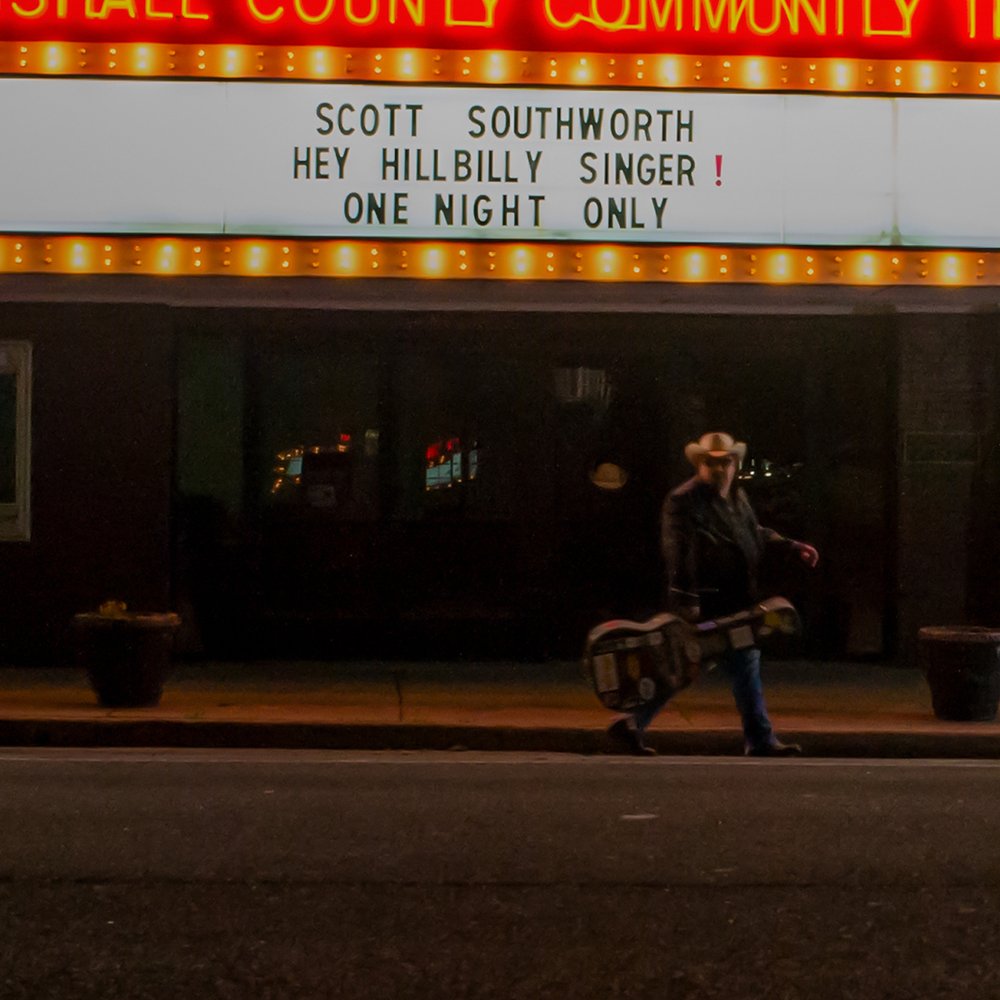 COUNTY COMMUNITY
SCOTT SOUTHWORTH
HEY HILLBILLY SINGER!
ONE NIGHT ONLY